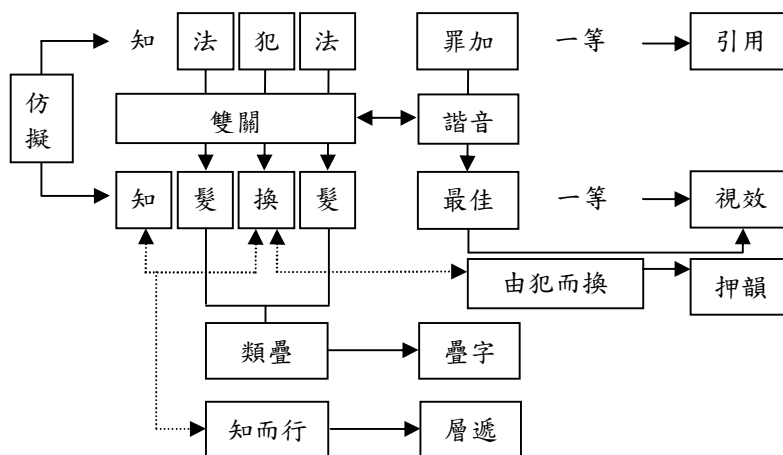 知 法 犯 法 罪加 一等 引用
仿擬
雙關 諧音
知 髮 換 髮 最佳 一等 視效
由犯而換 押韻
類疊 疊字
知而行 層遞